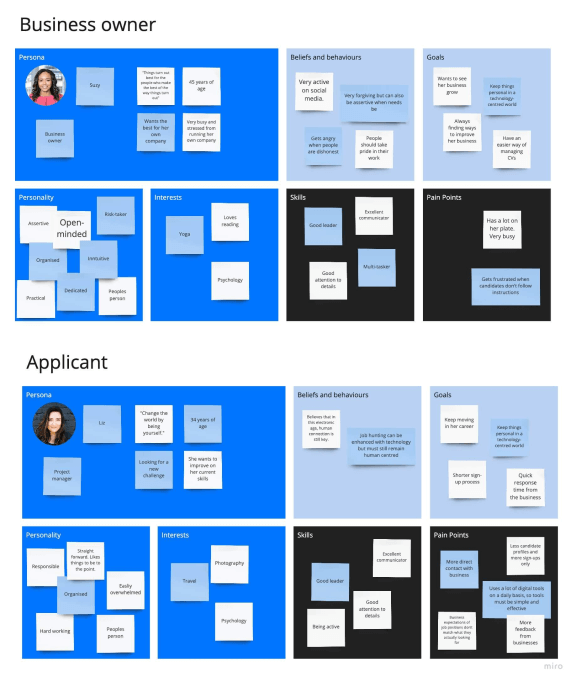 Business owner
Persona
Suzy
"Things turn out
best for the
people who make
the best of the
way things turn
out"
45 years of
age
Business
owner
Wants the
best for her
own
company
Very busy and
stressed from
running her
own company
Beliefs and behaviours
Very active
on social
media.
Very forgiving but can also
be assertive when needs
be
Gets angry
when people
are dishonest
People
should take
pride in their
work
Goals
Wants to see
her business
grow
Keep things
personal in a
technology-
centred world
Always
finding ways
to improve
her business
Have an
easier way of
managing
CVs
Personality
Assertive
Open-
minded
Risk-taker
Organised
Practical
Dedicated
Peoples
person
Interests
Yoga
Loves
reading
Psychology
Skills
Good leader
Excellent
communicator
Good
attention to
details
Multi-tasker
Pain Points
Has a lot on
her plate.
Very busy
Gets frustrated when
candidates don't follow
instructions
Applicant
Persona
Liz
"Change the
world by
being
yourself."
34 years of
age
Project
manager
Looking for a
new
challenge
She wants to
improve on
her current
skills
Beliefs and behaviours
Believes that in
this electronic
age, human
connection is
still key.
Job hunting can be
enhanced with technology
but must still remain
human centred
Goals
Keep moving
in her career
Keep things
personal in a
technology-
centred world
Shorter sign-
up process
Quick
response
time from the
business
Personality
Responsible
Straight
forward. Likes
things to be to
the point.
Organised
Easily
overwhelmed
Hard working
Peoples
person
Interests
Travel
Photography
Psychology
Skills
Excellent
communicator
Good leader
Good
attention to
details
Being active
Pain Points
More direct
contact with
business
Less candidate
profiles and
more sign-ups
only
Uses a lot of digital tools
on a daily basis, so tools
must be simple and
effective
Business
expectations of
job positions don't
match what they
actually looking
for
More
feedback
from
businesses
miro